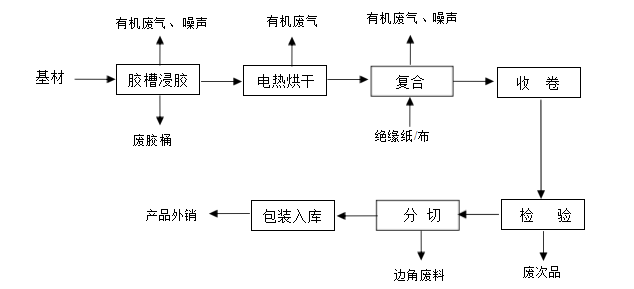 有机废气、噪声
有机废气
有机废气、噪声
基材
胶槽浸胶
电热烘干
复合
收 卷
废胶桶
绝缘纸/布
产品外销
包装入库
分 切
检 验
边角废料
废次品